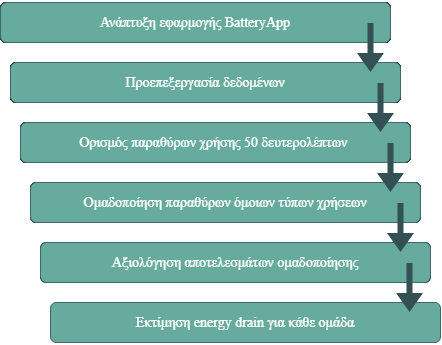 Ανάπτυξη εφαρμογής BatteryApp
Προεπεξεργασία δεδομένων
Ορισμός παραθύρων χρήσης 50 δευτερολέπτων
Ομαδοποίηση παραθύρων όμοιων τύπων χρήσεων
Αξιολόγηση αποτελεσμάτων ομαδοποίησης
Εκτίμηση energy drain για κάθε ομάδα